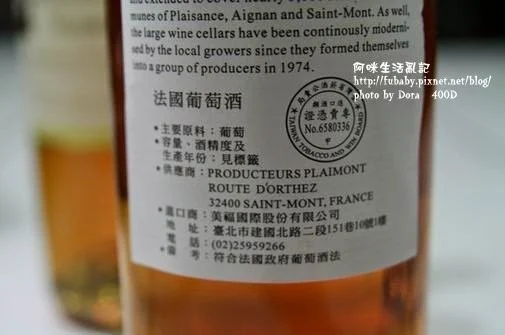 munes of Plaisance, Aignan and Saint-Mont. As well,
the large wine cellars have been continously moderni-
sed by the local growers since they formed themselves
into a group of producers in 1974.
阿咪生活亂記
http://fubaby.pixnet.net/blog/
photo by Dora 400D
法國葡萄酒
證憑賣專
No.6580336
TAIWAN TOBACCO AND WINE BOARD
•主要原料：葡萄
•容量、酒精度及
生產年份：見標籤
•供應商：PRODUCTEURS PLAIMONT
ROUTE D'ORTHEZ
32400 SAINT-MONT, FRANCE
•進口商：美福國際股份有限公司
地址：臺北市建國北路二段151巷10號1樓
電話：(02)25959266
•備考：符合法國政府葡萄酒法